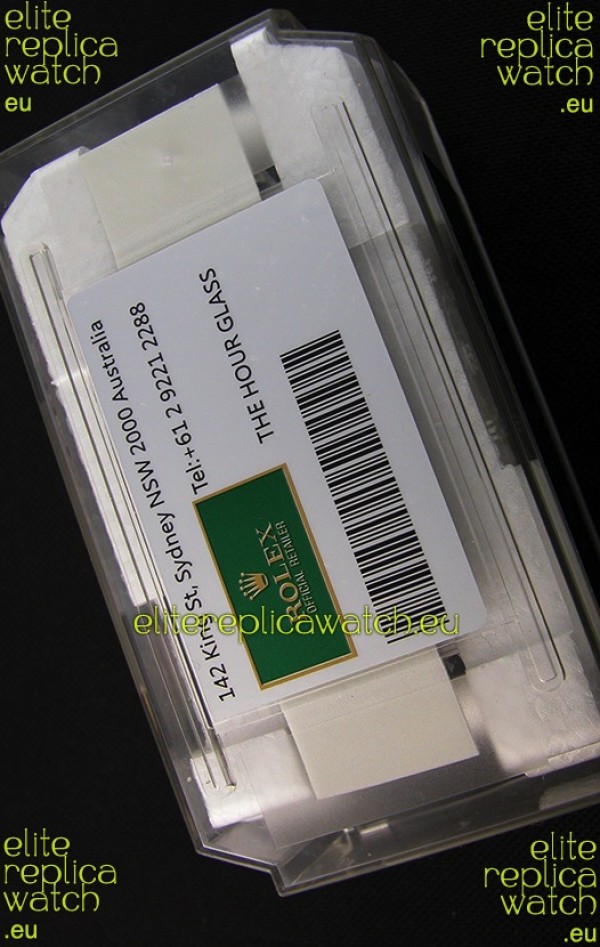 elite
replica
watch
.eu
elite
replica
watch
.eu
142 King St, Sydney NSW 2000 Australia
Tel:+61 2 9221 2288
THE HOUR GLASS
ROLEX
OFFICIAL RETAILER
elitereplicawatch.eu
elite
replica
watch
.eu
elite
replica
watch
.eu